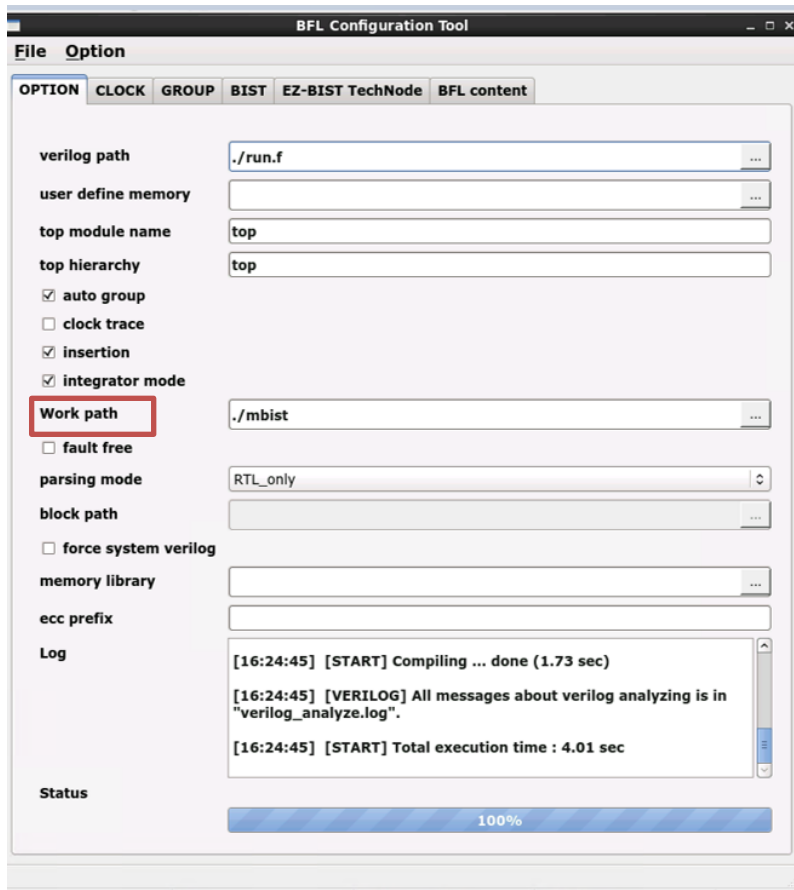 BFL Configuration Tool
File Option
OPTION CLOCK GROUP BIST EZ-BIST TechNode BFL content
verilog path ./run.f ...
user define memory ...
top module name top
top hierarchy top
auto group
clock trace
insertion
integrator mode
Work path ./mbist ...
fault free
parsing mode RTL_only
block path ...
force system verilog
memory library ...
ecc prefix
Log
[16:24:45] [START] Compiling ... done (1.73 sec)
[16:24:45] [VERILOG] All messages about verilog analyzing is in
"verilog_analyze.log".
[16:24:45] [START] Total execution time : 4.01 sec
Status
100%